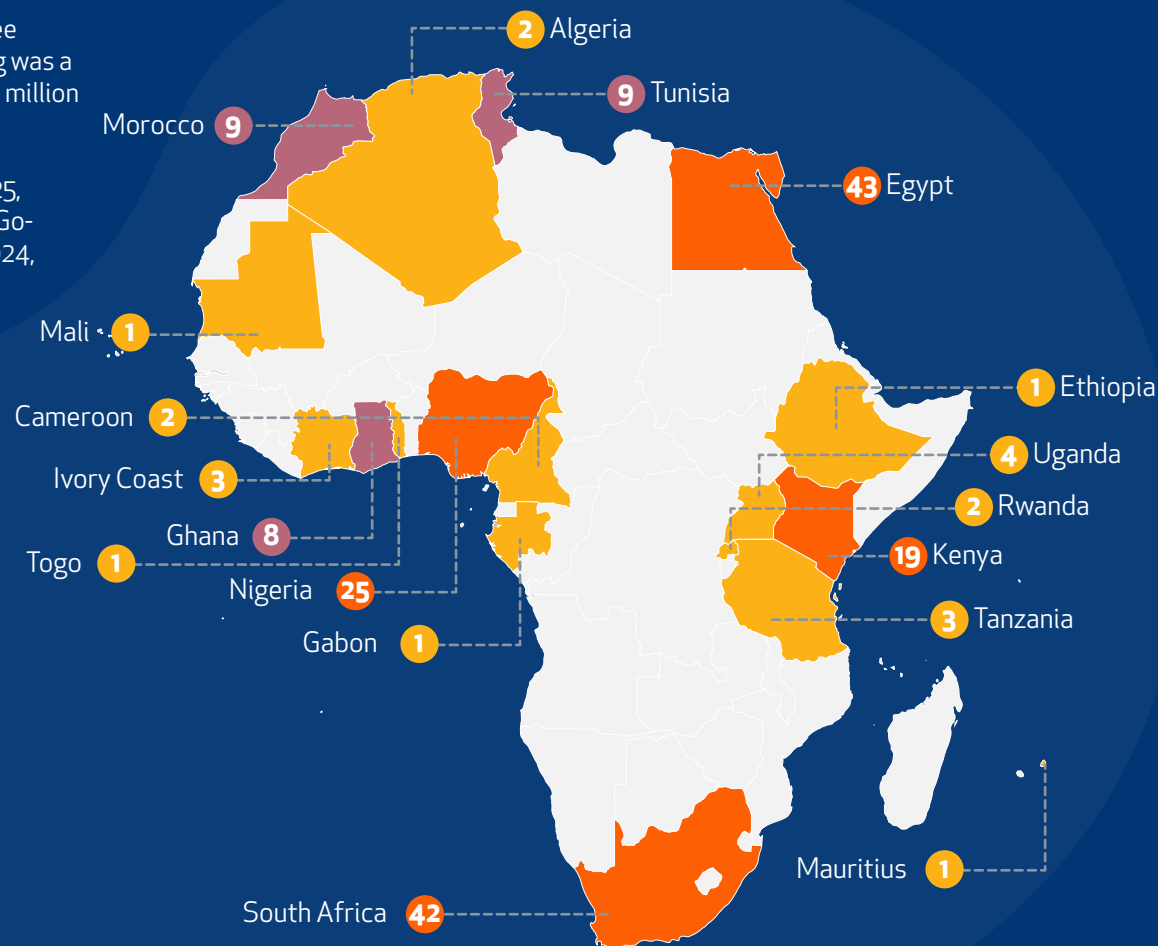 ee
g was a
million
25,
Go-
24,
2 Algeria
9 Tunisia
Morocco 9
43 Egypt
Mali 1
1 Ethiopia
Cameroon 2
4 Uganda
Ivory Coast 3
2 Rwanda
Ghana 8
19 Kenya
Togo 1
Nigeria 25
3 Tanzania
Gabon 1
Mauritius 1
South Africa 42